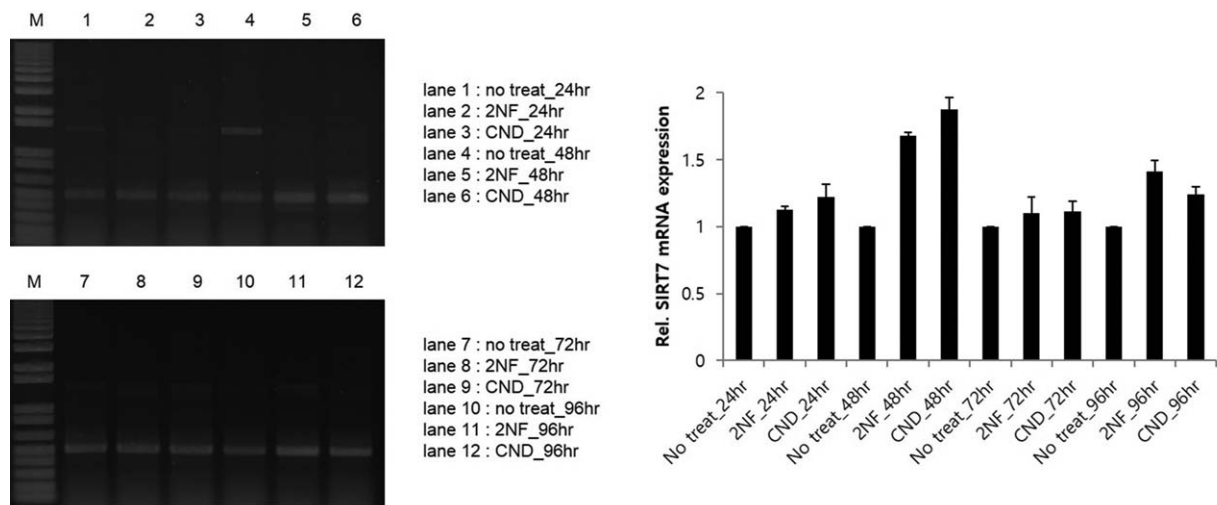 M 1 2 3 4 5 6
lane 1 : no treat_24hr
lane 2 : 2NF_24hr
lane 3 : CND_24hr
lane 4 : no treat_48hr
lane 5 : 2NF_48hr
lane 6 : CND_48hr
M 7 8 9 10 11 12
lane 7 : no treat_72hr
lane 8 : 2NF_72hr
lane 9 : CND_72hr
lane 10 : no treat_96hr
lane 11 : 2NF_96hr
lane 12 : CND_96hr
Rel. SIRT7 mRNA expression
2
1.5
1
0.5
0
No treat_24hr
2NF_24hr
CND_24hr
No treat_48hr
2NF_48hr
CND_48hr
No treat_72hr
2NF_72hr
CND_72hr
No treat_96hr
2NF_96hr
CND_96hr